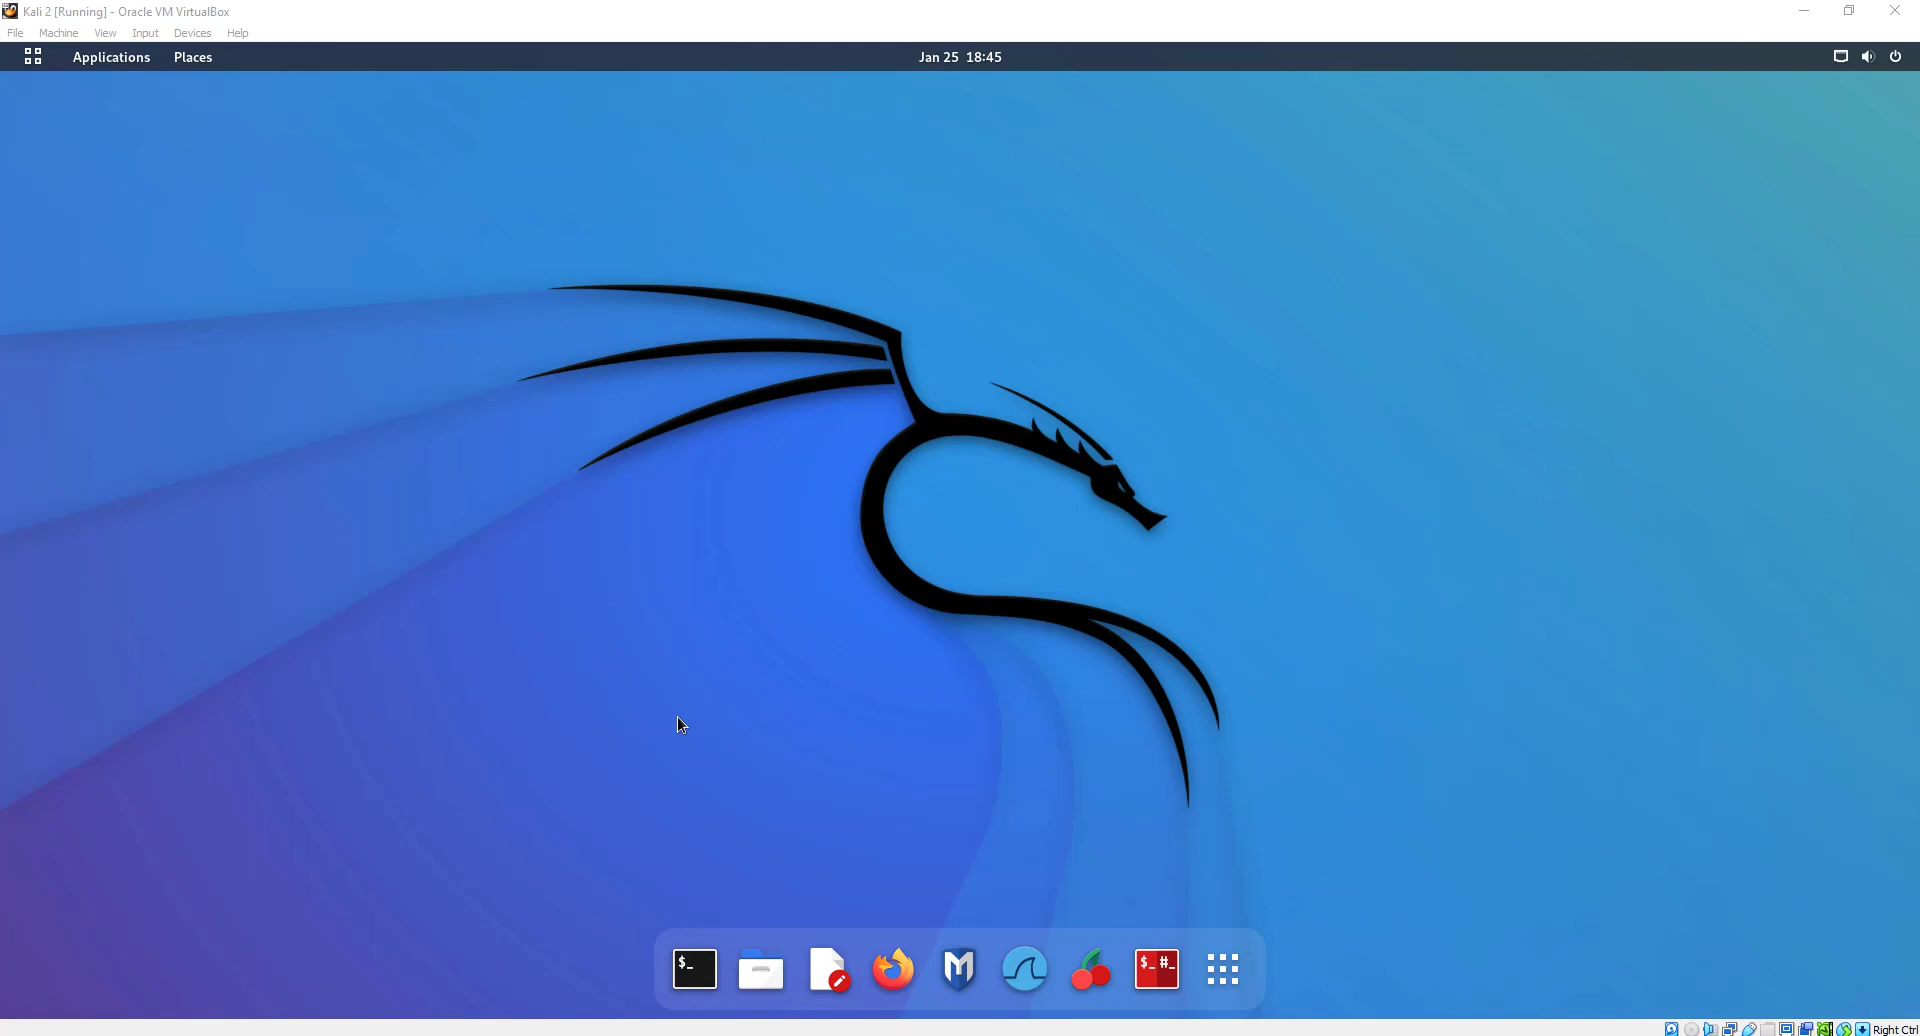 Kali 2 [Running] - Oracle VM VirtualBox
File Machine View Input Devices Help
Applications Places Jan 25 18:45
$_ $_ #_
Right Ctrl